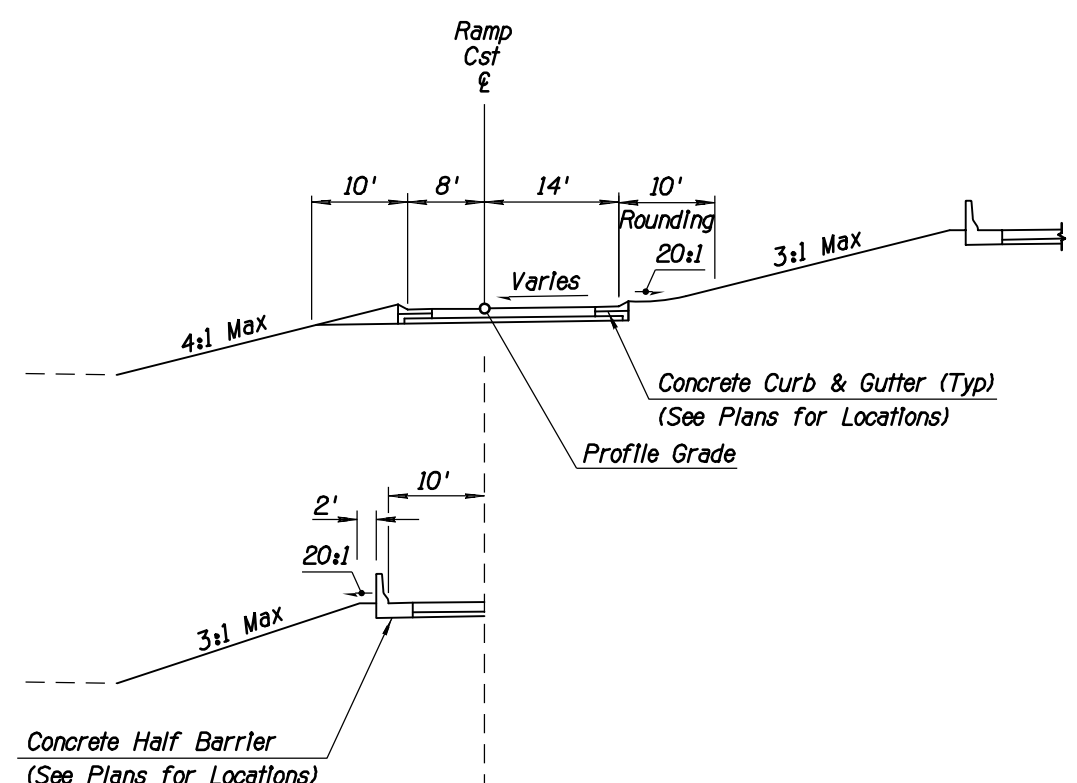 Ramp
Cst
℄
10'
8'
14'
10'
Rounding
20:1
3:1 Max
Varies
4:1 Max
Concrete Curb & Gutter (Typ)
(See Plans for Locations)
Profile Grade
10'
2'
20:1
3:1 Max
Concrete Half Barrier
(See Plans for Locations)